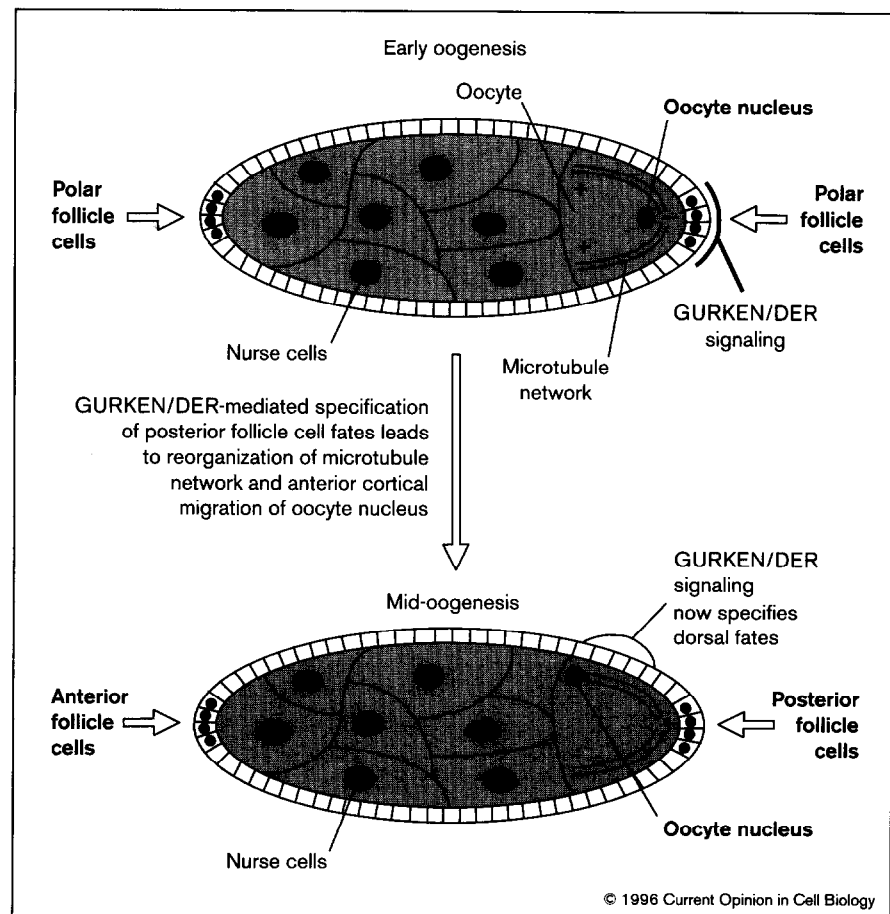 Early oogenesis
Oocyte
Oocyte nucleus
Polar
follicle
cells
Polar
follicle
cells
GURKEN/DER
signaling
Nurse cells
Microtubule
network
GURKEN/DER-mediated specification
of posterior follicle cell fates leads
to reorganization of microtubule
network and anterior cortical
migration of oocyte nucleus
GURKEN/DER
signaling
now specifies
dorsal fates
Mid-oogenesis
Anterior
follicle
cells
Posterior
follicle
cells
Oocyte nucleus
Nurse cells
© 1996 Current Opinion in Cell Biology